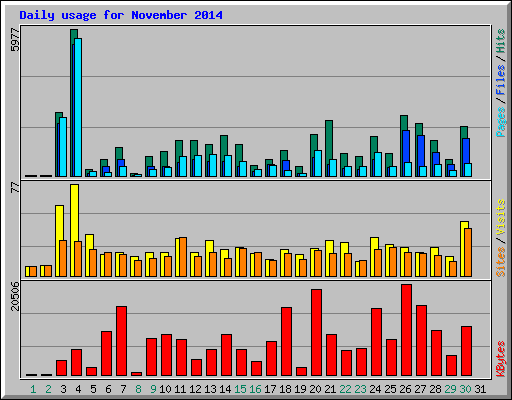 Daily usage for November 2014
5977
Pages / Files / Hits
77
Sites / Visits
20506
KBytes
1 2 3 4 5 6 7 8 9 10 11 12 13 14 15 16 17 18 19 20 21 22 23 24 25 26 27 28 29 30 31